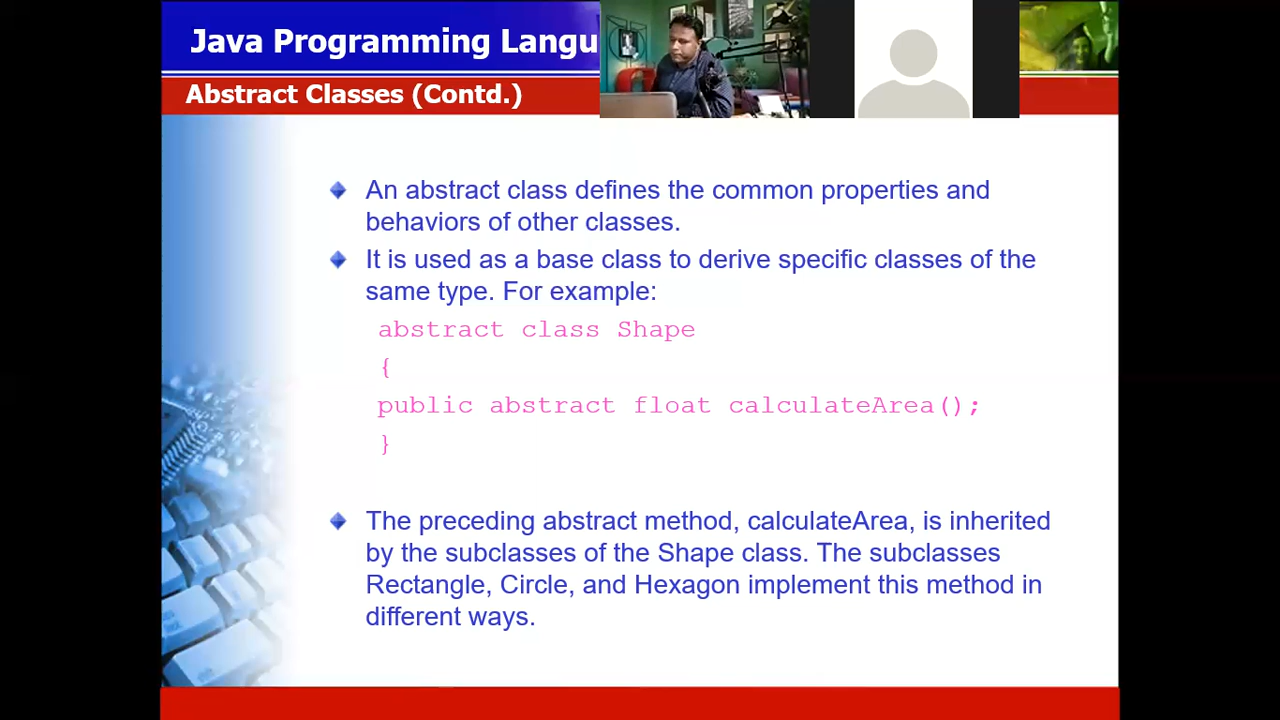 Java Programming Langu
Abstract Classes (Contd.)
An abstract class defines the common properties and
behaviors of other classes.
It is used as a base class to derive specific classes of the
same type. For example:
abstract class Shape
{
public abstract float calculateArea();
}
The preceding abstract method, calculateArea, is inherited
by the subclasses of the Shape class. The subclasses
Rectangle, Circle, and Hexagon implement this method in
different ways.